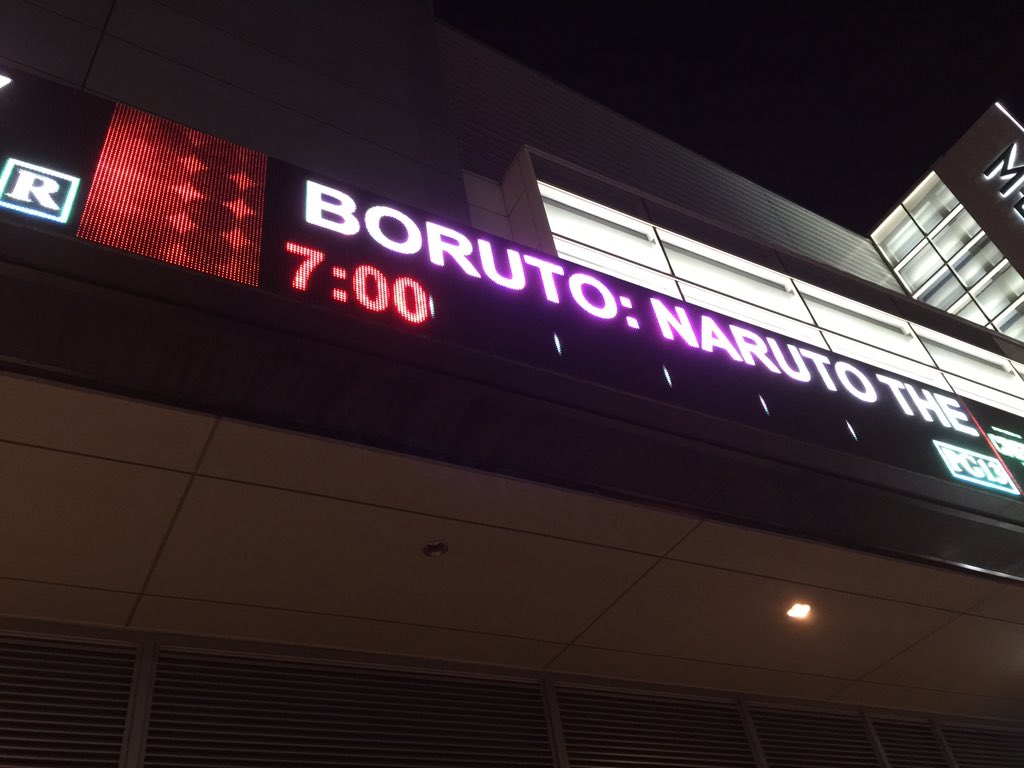 R
BORUTO: NARUTO THE
7:00
PG13